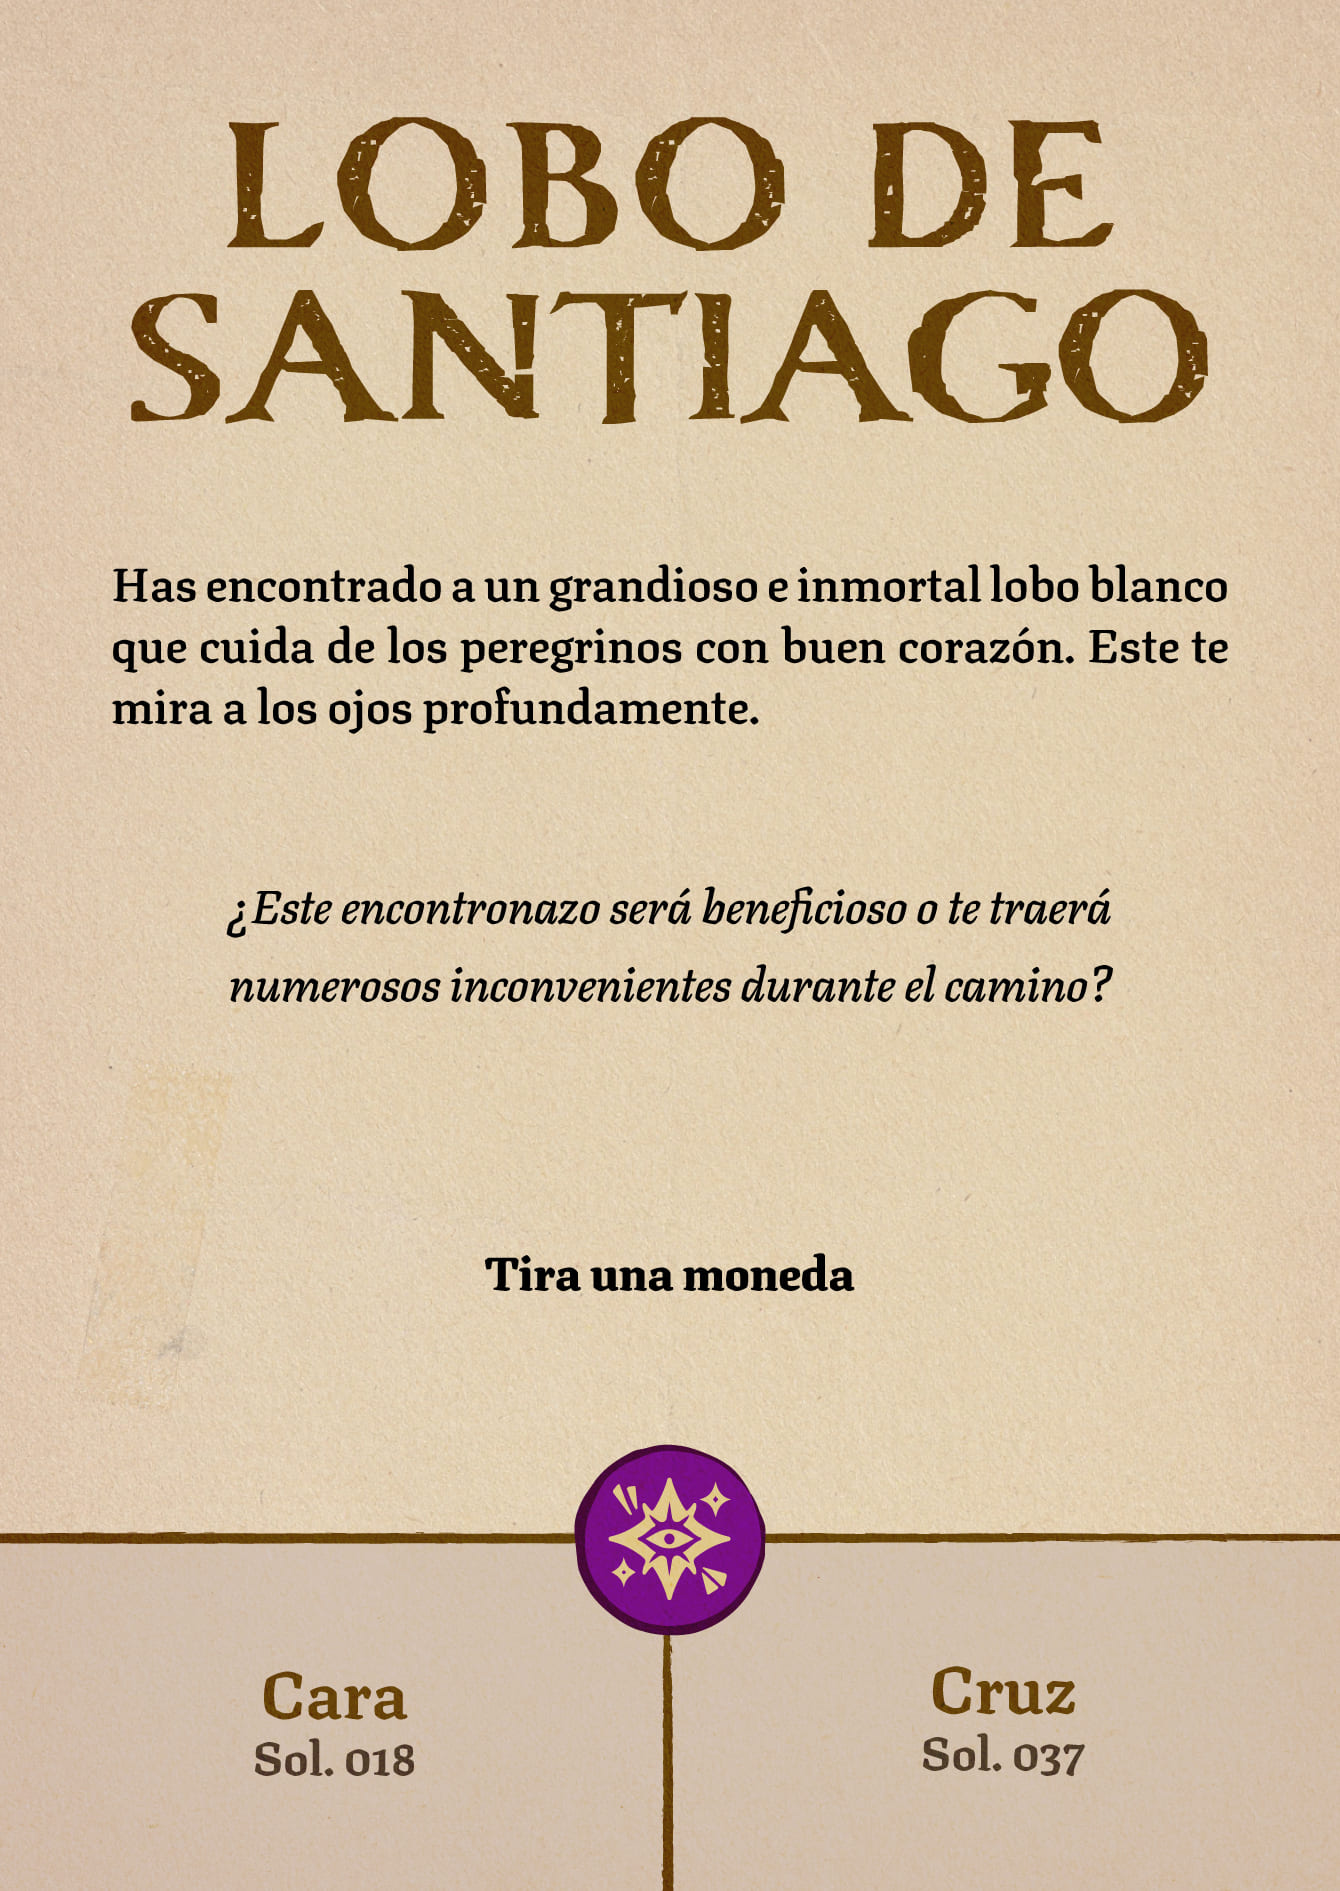 LOBO DE
SANTIAGO
Has encontrado a un grandioso e inmortal lobo blanco
que cuida de los peregrinos con buen corazón. Este te
mira a los ojos profundamente.
¿Este encontronazo será beneficioso o te traerá
numerosos inconvenientes durante el camino?
Tira una moneda
Cara
Sol. 018
Cruz
Sol. 037